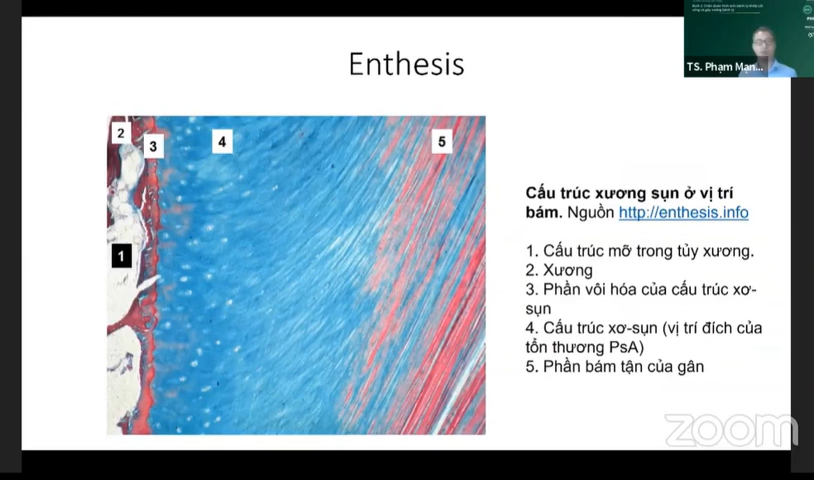 TS. Phạm Mạn...
Enthesis
2
3
4
5
1
Cấu trúc xương sụn ở vị trí
bám. Nguồn http://enthesis.info
1. Cấu trúc mỡ trong tủy xương.
2. Xương
3. Phần vôi hóa của cấu trúc xơ-
sụn
4. Cấu trúc xơ-sụn (vị trí đích của
tổn thương PsA)
5. Phần bám tận của gân
zoom